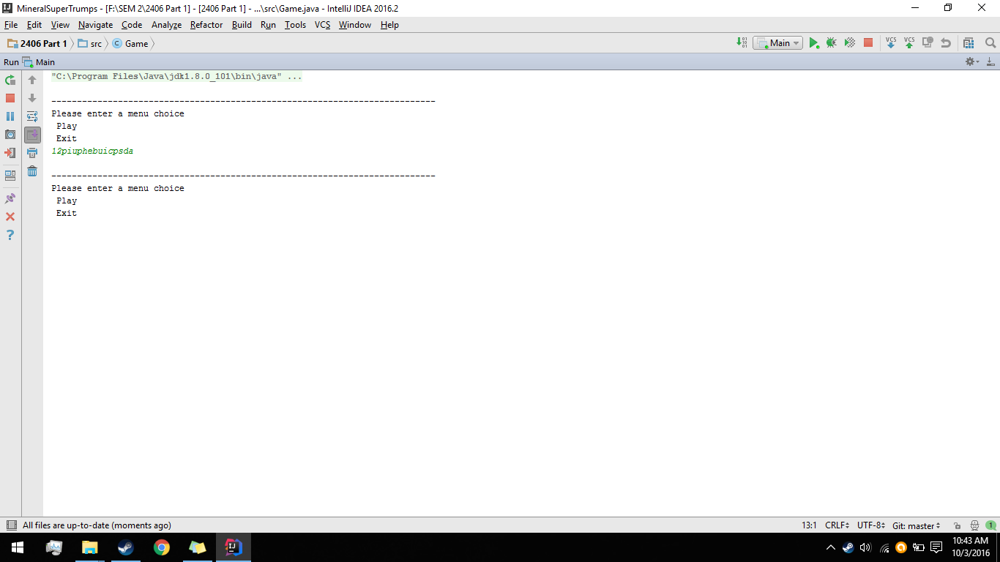 MineralSuperTrumps - [F:\SEM 2\2406 Part 1] - [2406 Part 1] - ...\src\Game.java - IntelliJ IDEA 2016.2
File Edit View Navigate Code Analyze Refactor Build Run Tools VCS Window Help
2406 Part 1 src C Game Main VCS VCS
Run Main
"C:\Program Files\Java\jdk1.8.0_101\bin\java" ...
---------------------------------------------------------------------------
Please enter a menu choice
Play
Exit
12piuphebuicpsda
---------------------------------------------------------------------------
Please enter a menu choice
Play
Exit
All files are up-to-date (moments ago) 13:1 CRLF UTF-8 Git: master 1
10:43 AM
10/3/2016